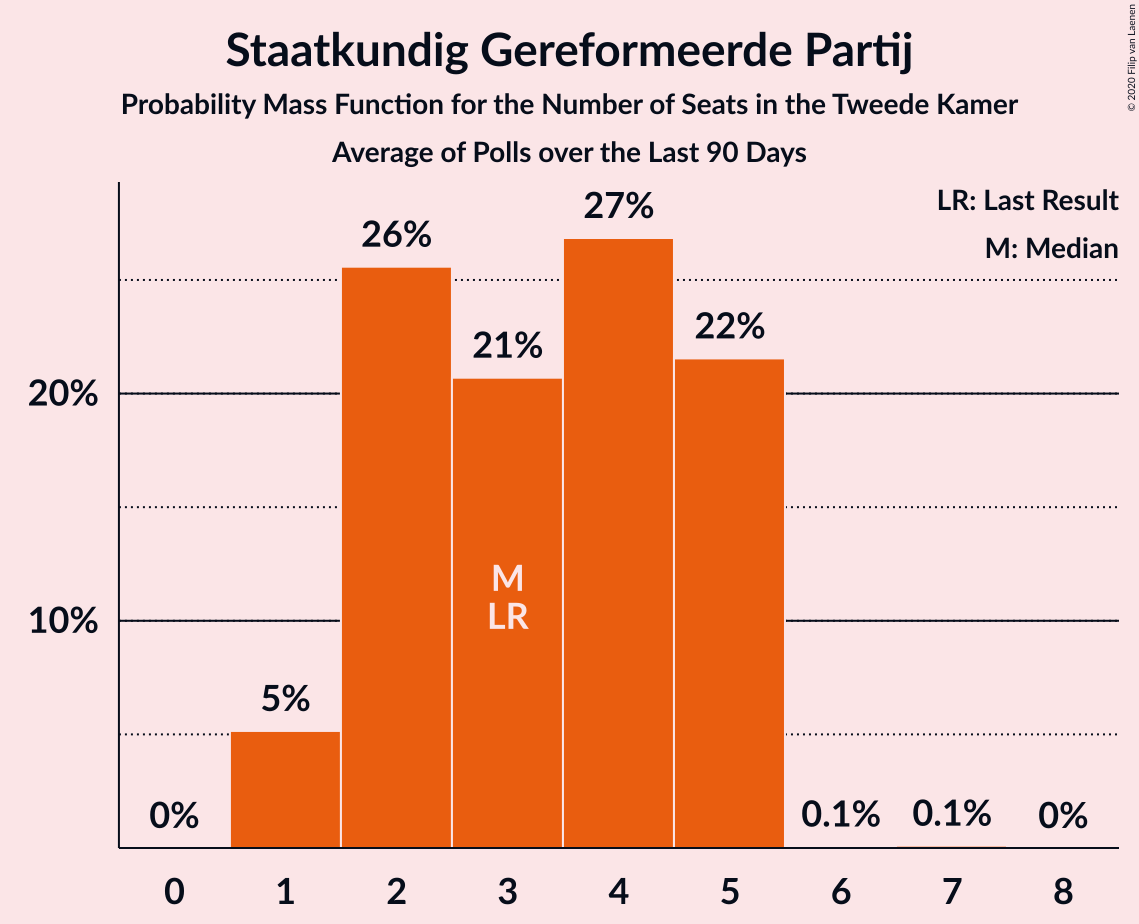 Staatkundig Gereformeerde Partij
Probability Mass Function for the Number of Seats in the Tweede Kamer
Average of Polls over the Last 90 Days
© 2020 Filip van Laenen
LR: Last Result
M: Median
27%
26%
22%
21%
20%
M
LR
10%
5%
0%
0.1%
0.1%
0%
0 1 2 3 4 5 6 7 8